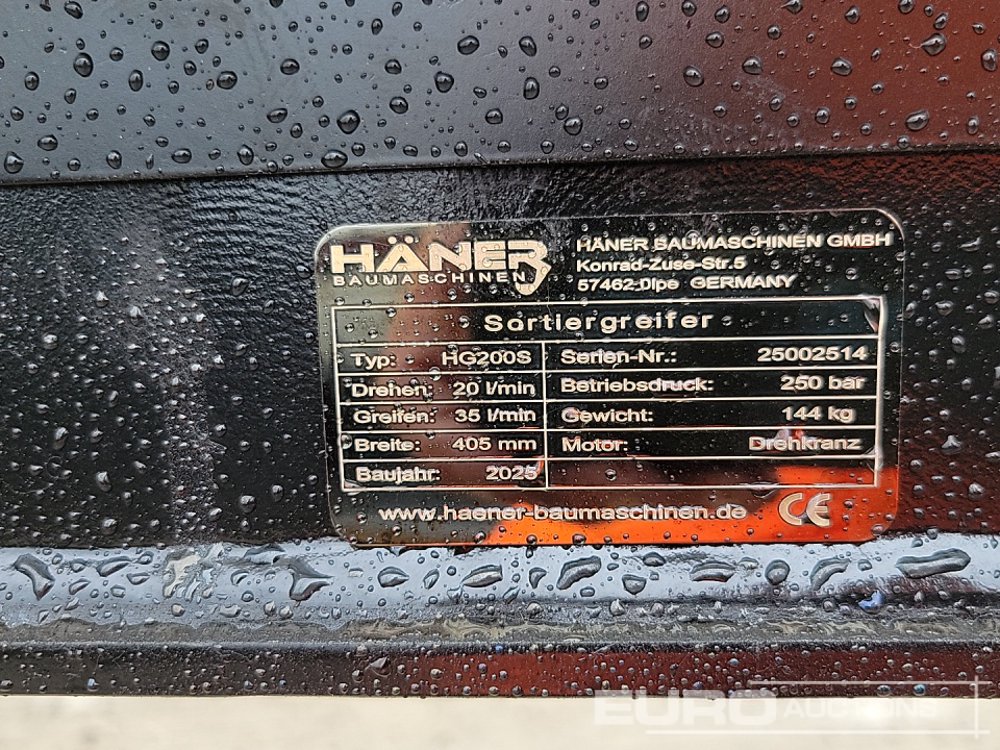 HÄNER
BAUMASCHINEN
HÄNER BAUMASCHINEN GMBH
Konrad-Zuse-Str.5
57462 Olpe GERMANY
Sortiergreifer
Typ: HG200S Serien-Nr.: 25002514
Drehen: 20 l/min Betriebsdruck: 250 bar
Greifen: 35 l/min Gewicht: 144 kg
Breite: 405 mm Motor: Drehkranz
Baujahr: 2025
www.haener-baumaschinen.de CE
EURO AUCTIONS